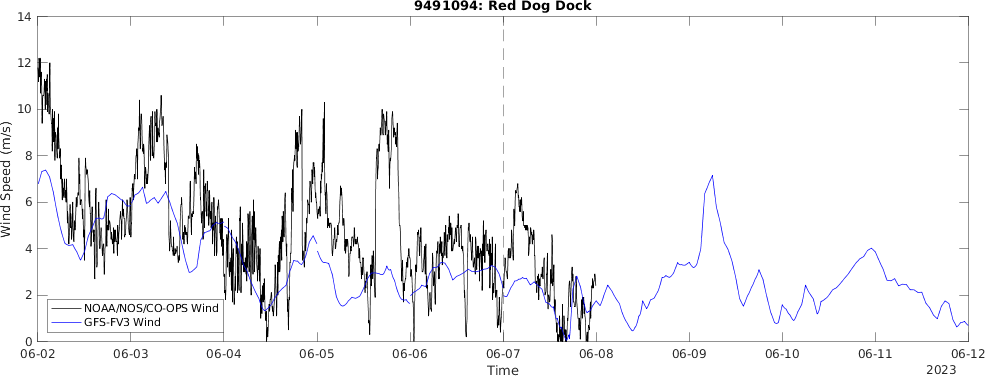 9491094: Red Dog Dock
Wind Speed (m/s)
14
12
10
8
6
4
2
0
NOAA/NOS/CO-OPS Wind
GFS-FV3 Wind
06-02 06-03 06-04 06-05 06-06 06-07 06-08 06-09 06-10 06-11 06-12
Time
2023